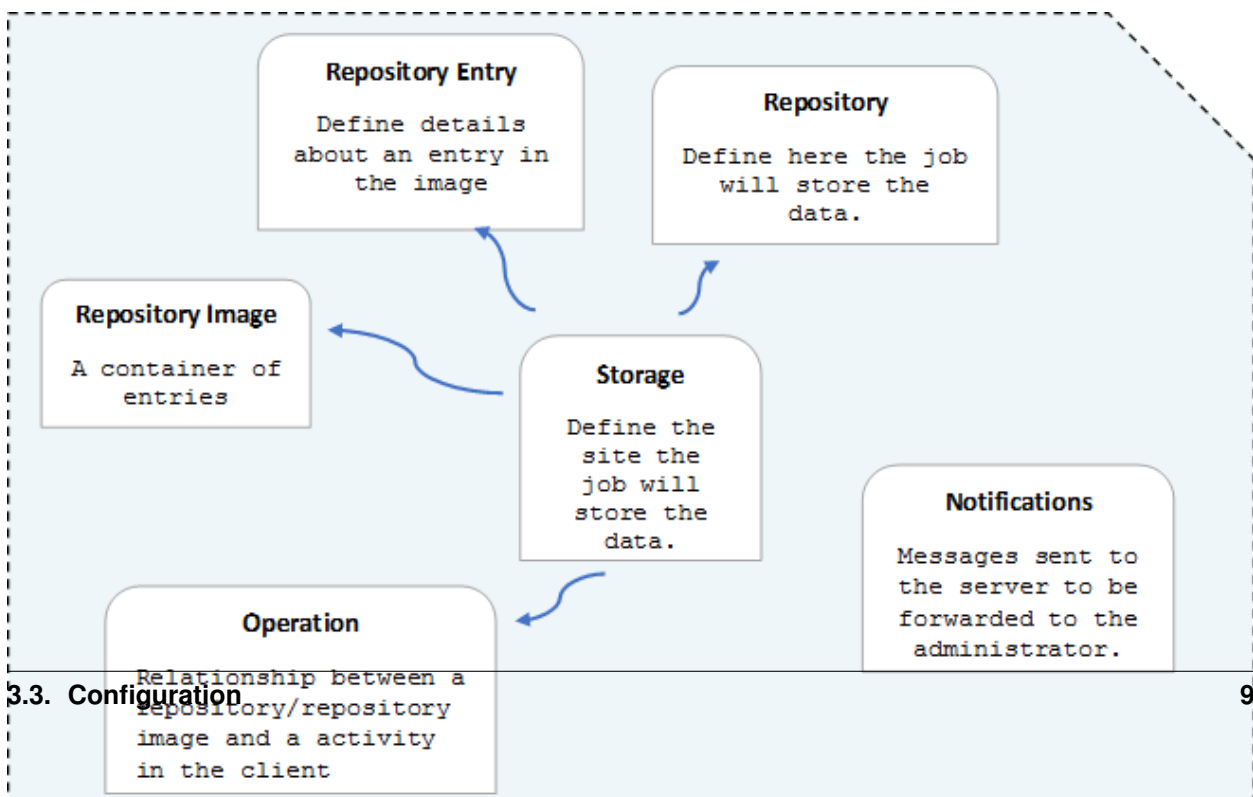 Repository Entry
Define details
about an entry in
the image
Repository
Define here the job
will store the
data.
Repository Image
A container of
entries
Storage
Define the
site the
job will
store the
data.
Notifications
Messages sent to
the server to be
forwarded to the
administrator.
Operation
Relationship between a
repository/repository
image and a activity
in the client
3.3. Configuration
9